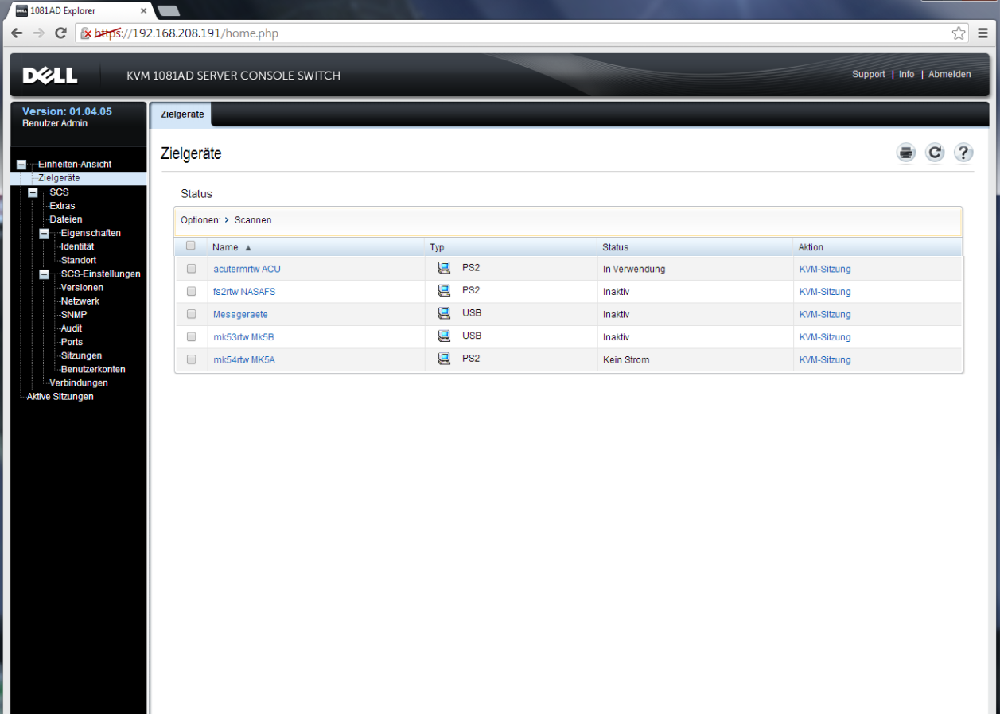 1081AD Explorer
https://192.168.208.191/home.php
DELL
KVM 1081AD SERVER CONSOLE SWITCH
Support | Info | Abmelden
Version: 01.04.05
Benutzer Admin
Einheiten-Ansicht
Zielgeräte
SCS
Extras
Dateien
Eigenschaften
Identität
Standort
SCS-Einstellungen
Versionen
Netzwerk
SNMP
Audit
Ports
Sitzungen
Benutzerkonten
Verbindungen
Aktive Sitzungen
Zielgeräte
Zielgeräte
Status
Optionen: Scannen
Name Typ Status Aktion
acutermrtw ACU PS2 In Verwendung KVM-Sitzung
fs2rtw NASAFS PS2 Inaktiv KVM-Sitzung
Messgeraete USB Inaktiv KVM-Sitzung
mk53rtw Mk5B USB Inaktiv KVM-Sitzung
mk54rtw MK5A PS2 Kein Strom KVM-Sitzung